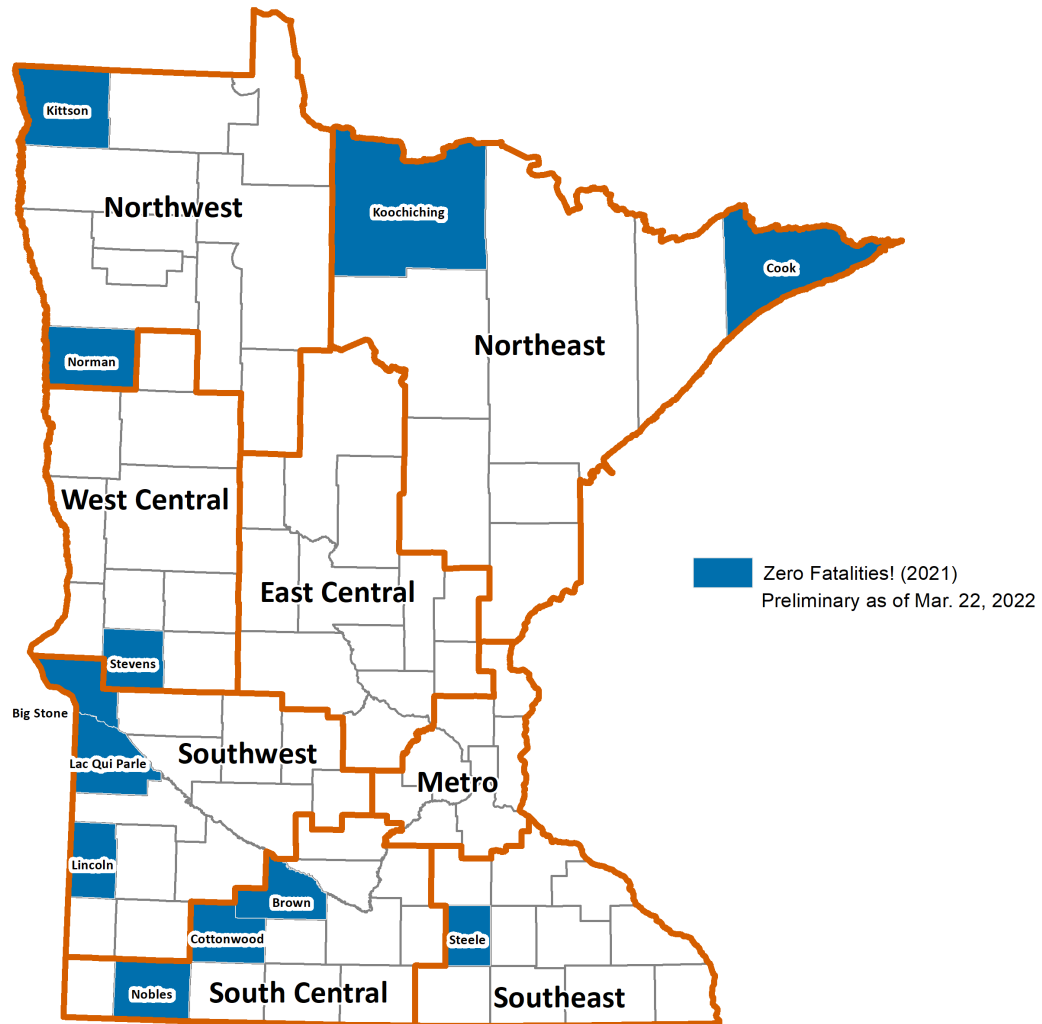 Kittson
Northwest
Koochiching
Cook
Northeast
Norman
West Central
Zero Fatalities! (2021)
Preliminary as of Mar. 22, 2022
East Central
Stevens
Big Stone
Southwest
Lac Qui Parle
Metro
Lincoln
Brown
Cottonwood
Steele
Nobles
South Central
Southeast